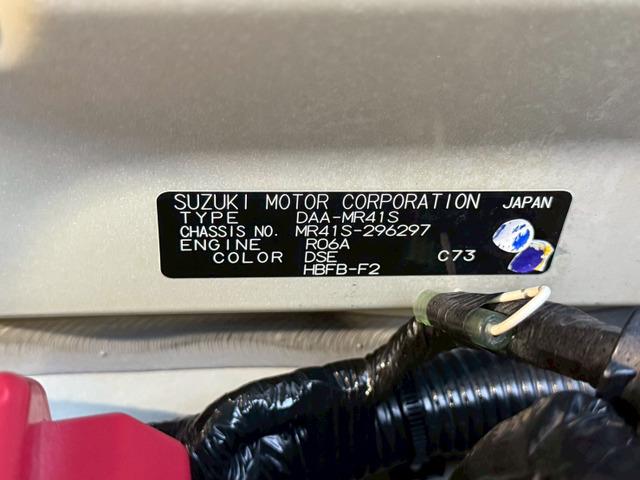 SUZUKI MOTOR CORPORATION JAPAN
TYPE DAA-MR41S
CHASSIS NO. MR41S-296297
ENGINE R06A
COLOR DSE C73
HBFB-F2